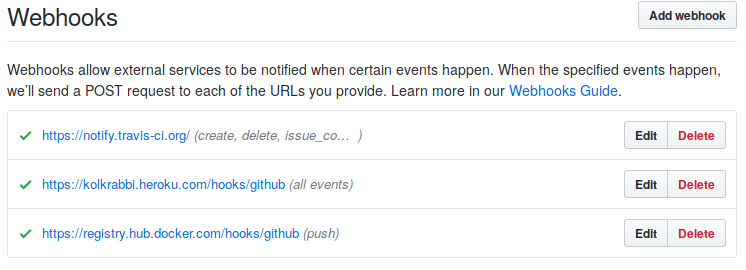 Webhooks
Add webhook
Webhooks allow external services to be notified when certain events happen. When the specified events happen,
we'll send a POST request to each of the URLs you provide. Learn more in our Webhooks Guide.
https://notify.travis-ci.org/ (create, delete, issue_co… )
Edit
Delete
https://kolkrabbi.heroku.com/hooks/github (all events)
Edit
Delete
https://registry.hub.docker.com/hooks/github (push)
Edit
Delete